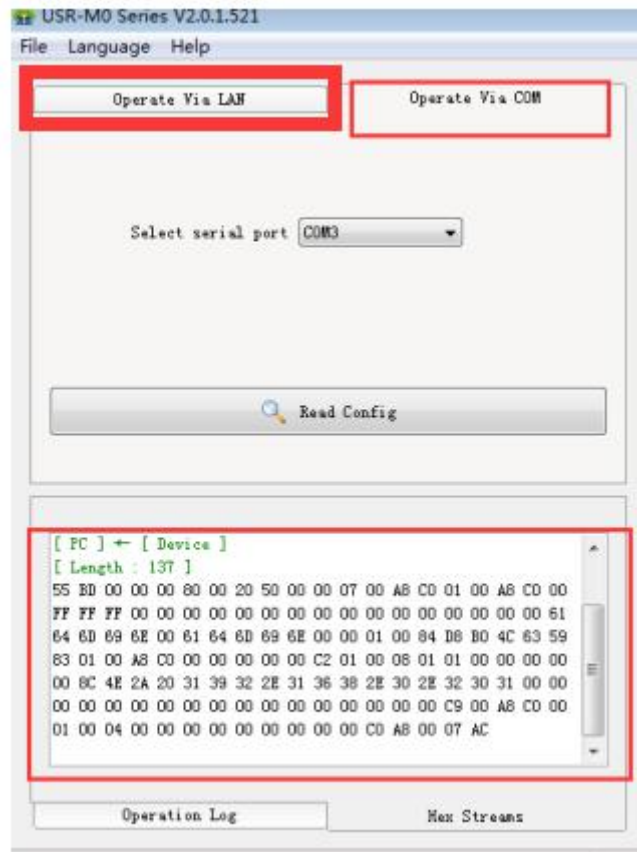 USR-M0 Series V2.0.1.521
File Language Help
Operate Via LAN Operate Via COM
Select serial port COM3
Read Config
[ PC ] ← [ Device ]
[ Length : 137 ]
55 BD 00 00 00 80 00 20 50 00 00 07 00 A8 C0 01 00 A8 C0 00
FF FF FF 00 00 00 00 00 00 00 00 00 00 00 00 00 00 00 00 61
64 6D 69 6E 00 61 64 6D 69 6E 00 00 01 00 84 D8 B0 4C 63 59
83 01 00 A8 C0 00 00 00 00 00 C2 01 00 08 01 01 00 00 00 00
00 8C 4E 2A 20 31 39 32 2E 31 36 38 2E 30 2E 32 30 31 00 00
00 00 00 00 00 00 00 00 00 00 00 00 00 00 00 C9 00 A8 C0 00
01 00 04 00 00 00 00 00 00 00 00 00 C0 A8 00 07 AC
Operation Log Hex Streams